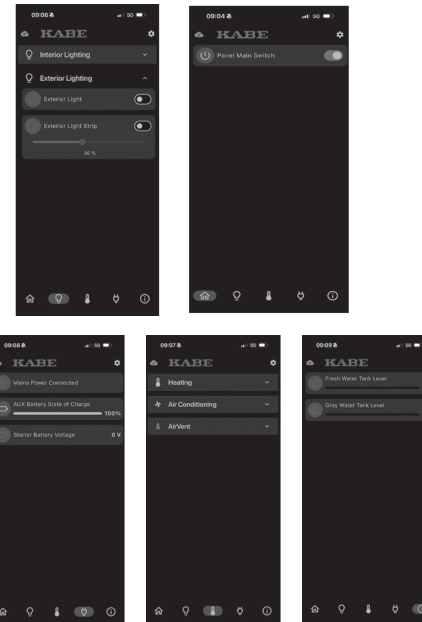 09:06
5G
KABE
Interior Lighting
Exterior Lighting
Exterior Light
Exterior Light Strip
90 %
09:04
5G
KABE
Panel Main Switch
09:08
5G
KABE
Mains Power Connected
AUX Battery State of Charge
100%
Starter Battery Voltage 0 V
09:07
5G
KABE
Heating
Air Conditioning
AirVent
09:09
5G
KABE
Fresh Water Tank Level
Grey Water Tank Level